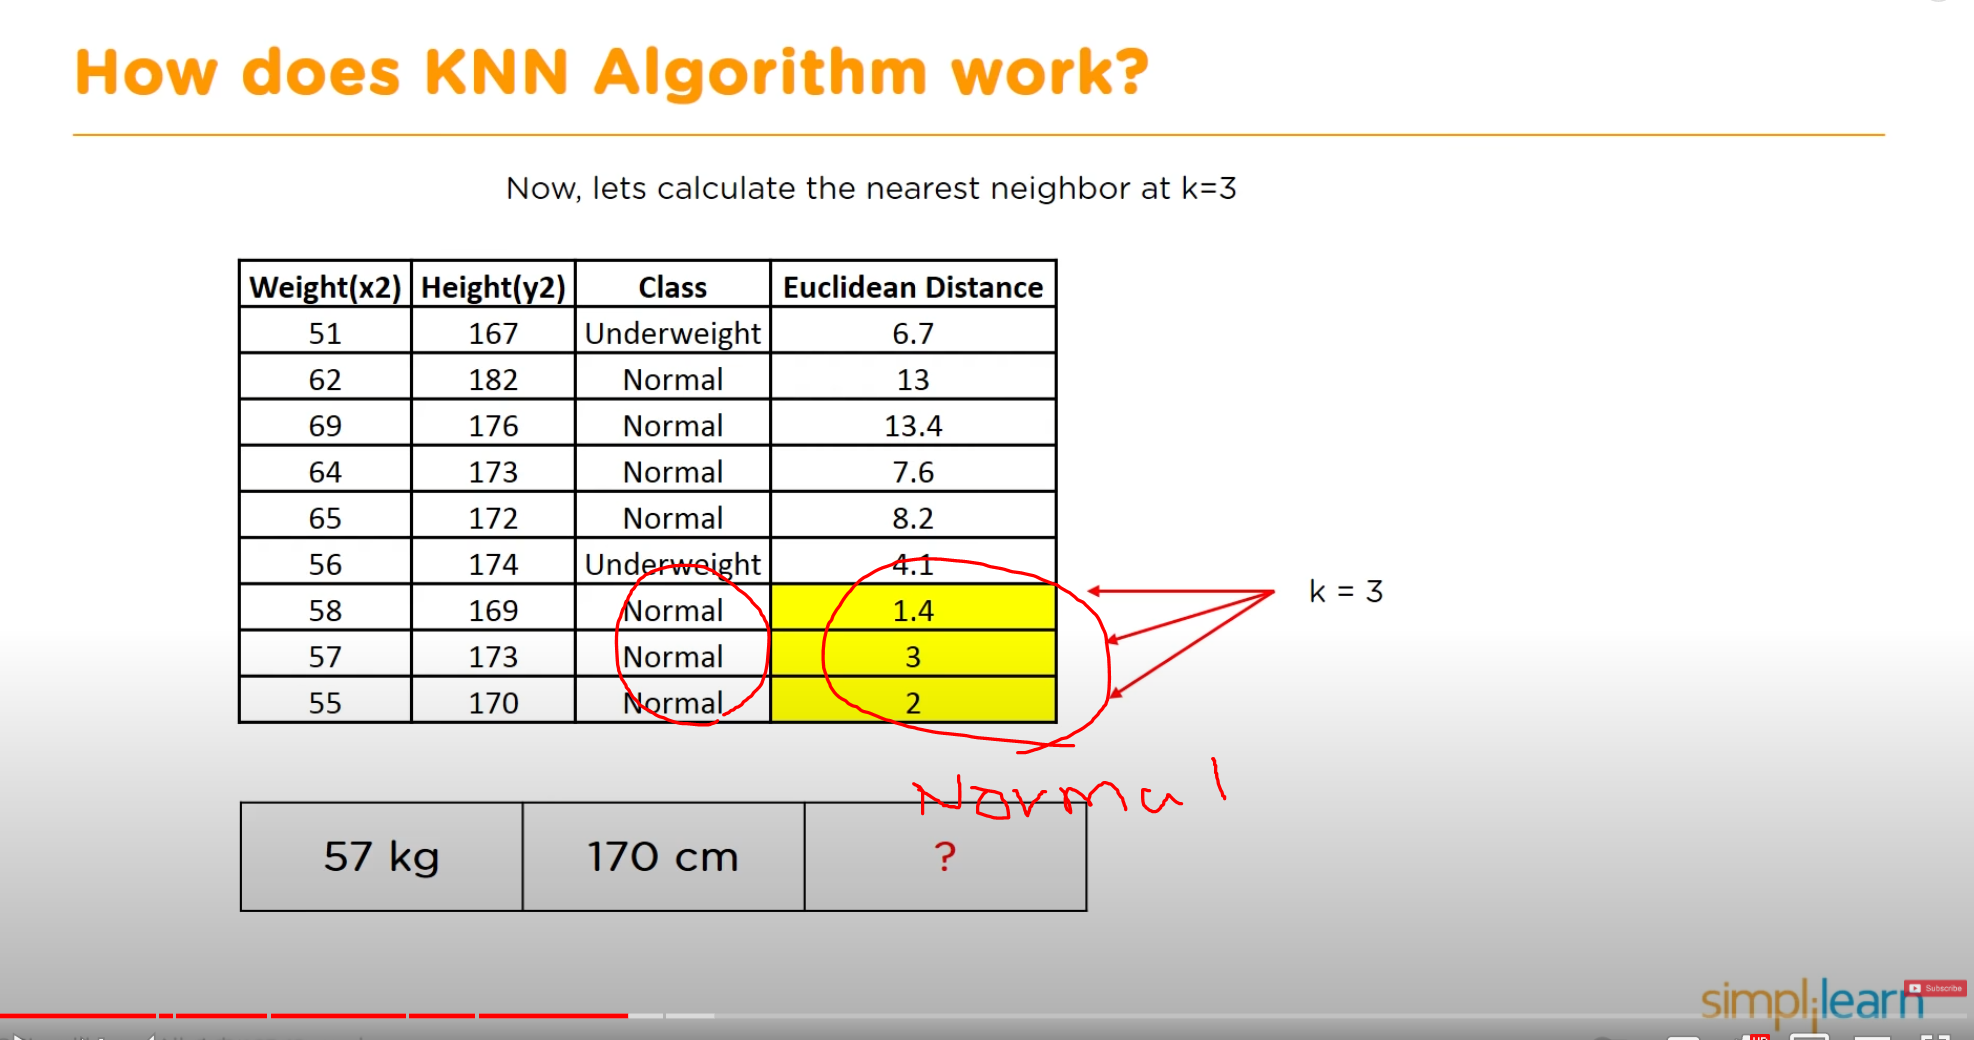 How does KNN Algorithm work?
Now, lets calculate the nearest neighbor at k=3
Weight(x2) Height(y2) Class Euclidean Distance
51 167 Underweight 6.7
62 182 Normal 13
69 176 Normal 13.4
64 173 Normal 7.6
65 172 Normal 8.2
56 174 Underweight 4.1
58 169 Normal 1.4
57 173 Normal 3
55 170 Normal 2
k = 3
Normal
57 kg 170 cm ?
simplilearn
Subscribe
HD